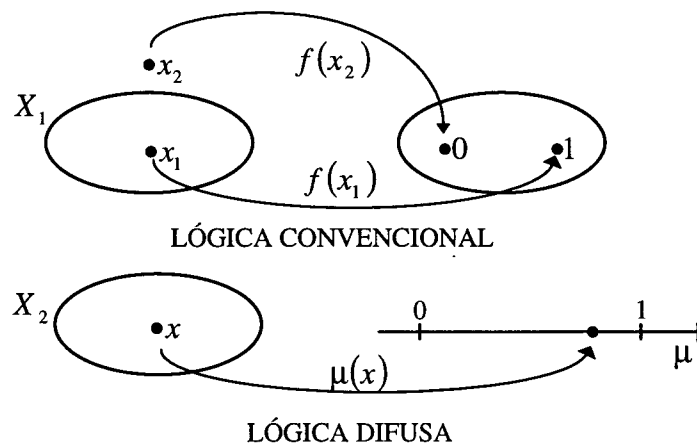 x₂
f(x₂)
X₁
x₁
0
1
f(x₁)
LÓGICA CONVENCIONAL
X₂
x
0
1
μ(x)
μ
LÓGICA DIFUSA